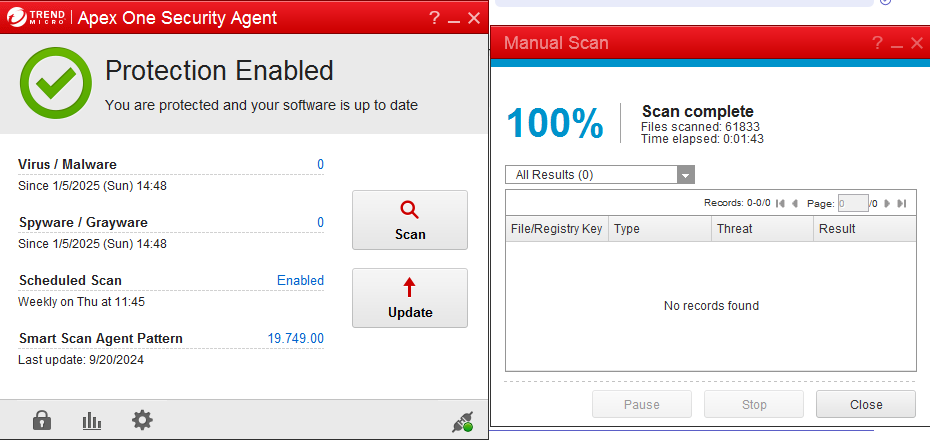 TREND MICRO Apex One Security Agent
Protection Enabled
You are protected and your software is up to date
Virus / Malware 0
Since 1/5/2025 (Sun) 14:48
Spyware / Grayware 0
Since 1/5/2025 (Sun) 14:48
Scheduled Scan Enabled
Weekly on Thu at 11:45
Smart Scan Agent Pattern 19.749.00
Last update: 9/20/2024
Scan
Update
Manual Scan
100%
Scan complete
Files scanned: 61833
Time elapsed: 0:01:43
All Results (0)
Records: 0-0/0 Page: 0 /0
File/Registry Key Type Threat Result
No records found
Pause Stop Close